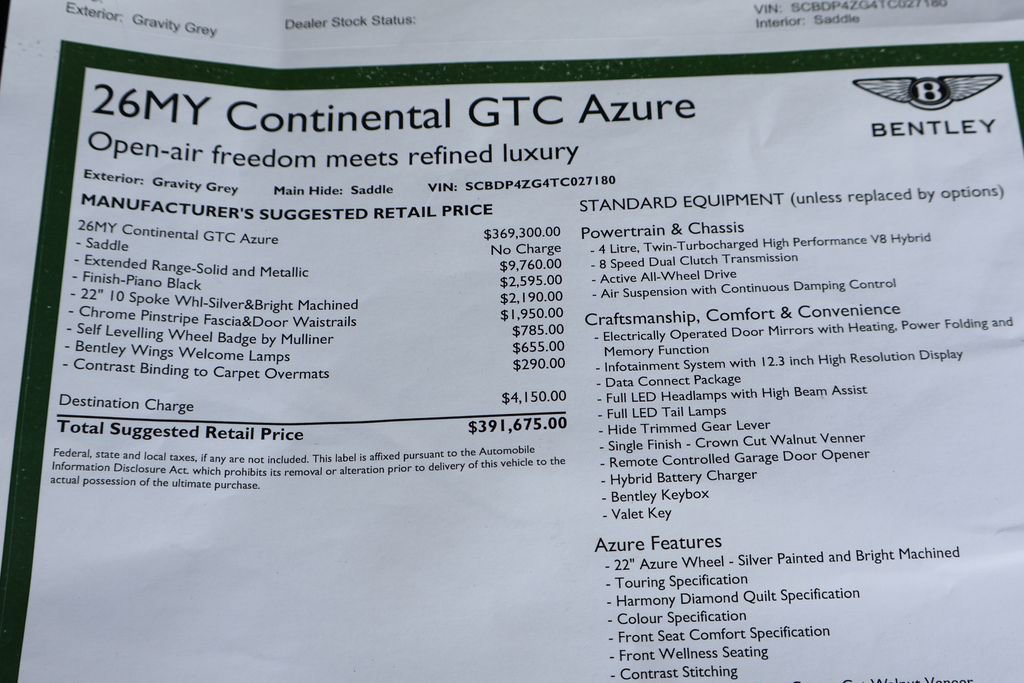 Exterior: Gravity Grey
Dealer Stock Status:
VIN: SCBDP4ZG4TC027180
Interior: Saddle
26MY Continental GTC Azure
Open-air freedom meets refined luxury
B
BENTLEY
Exterior: Gravity Grey Main Hide: Saddle VIN: SCBDP4ZG4TC027180
MANUFACTURER'S SUGGESTED RETAIL PRICE
26MY Continental GTC Azure $369,300.00
- Saddle No Charge
- Extended Range-Solid and Metallic $9,760.00
- Finish-Piano Black $2,595.00
- 22" 10 Spoke Whl-Silver&Bright Machined $2,190.00
- Chrome Pinstripe Fascia&Door Waistrails $1,950.00
- Self Levelling Wheel Badge by Mulliner $785.00
- Bentley Wings Welcome Lamps $655.00
- Contrast Binding to Carpet Overmats $290.00
Destination Charge $4,150.00
Total Suggested Retail Price $391,675.00
Federal, state and local taxes, if any are not included. This label is affixed pursuant to the Automobile
Information Disclosure Act. which prohibits its removal or alteration prior to delivery of this vehicle to the
actual possession of the ultimate purchase.
STANDARD EQUIPMENT (unless replaced by options)
Powertrain & Chassis
- 4 Litre, Twin-Turbocharged High Performance V8 Hybrid
- 8 Speed Dual Clutch Transmission
- Active All-Wheel Drive
- Air Suspension with Continuous Damping Control
Craftsmanship, Comfort & Convenience
- Electrically Operated Door Mirrors with Heating, Power Folding and
Memory Function
- Infotainment System with 12.3 inch High Resolution Display
- Data Connect Package
- Full LED Headlamps with High Beam Assist
- Full LED Tail Lamps
- Hide Trimmed Gear Lever
- Single Finish - Crown Cut Walnut Venner
- Remote Controlled Garage Door Opener
- Hybrid Battery Charger
- Bentley Keybox
- Valet Key
Azure Features
- 22" Azure Wheel - Silver Painted and Bright Machined
- Touring Specification
- Harmony Diamond Quilt Specification
- Colour Specification
- Front Seat Comfort Specification
- Front Wellness Seating
- Contrast Stitching